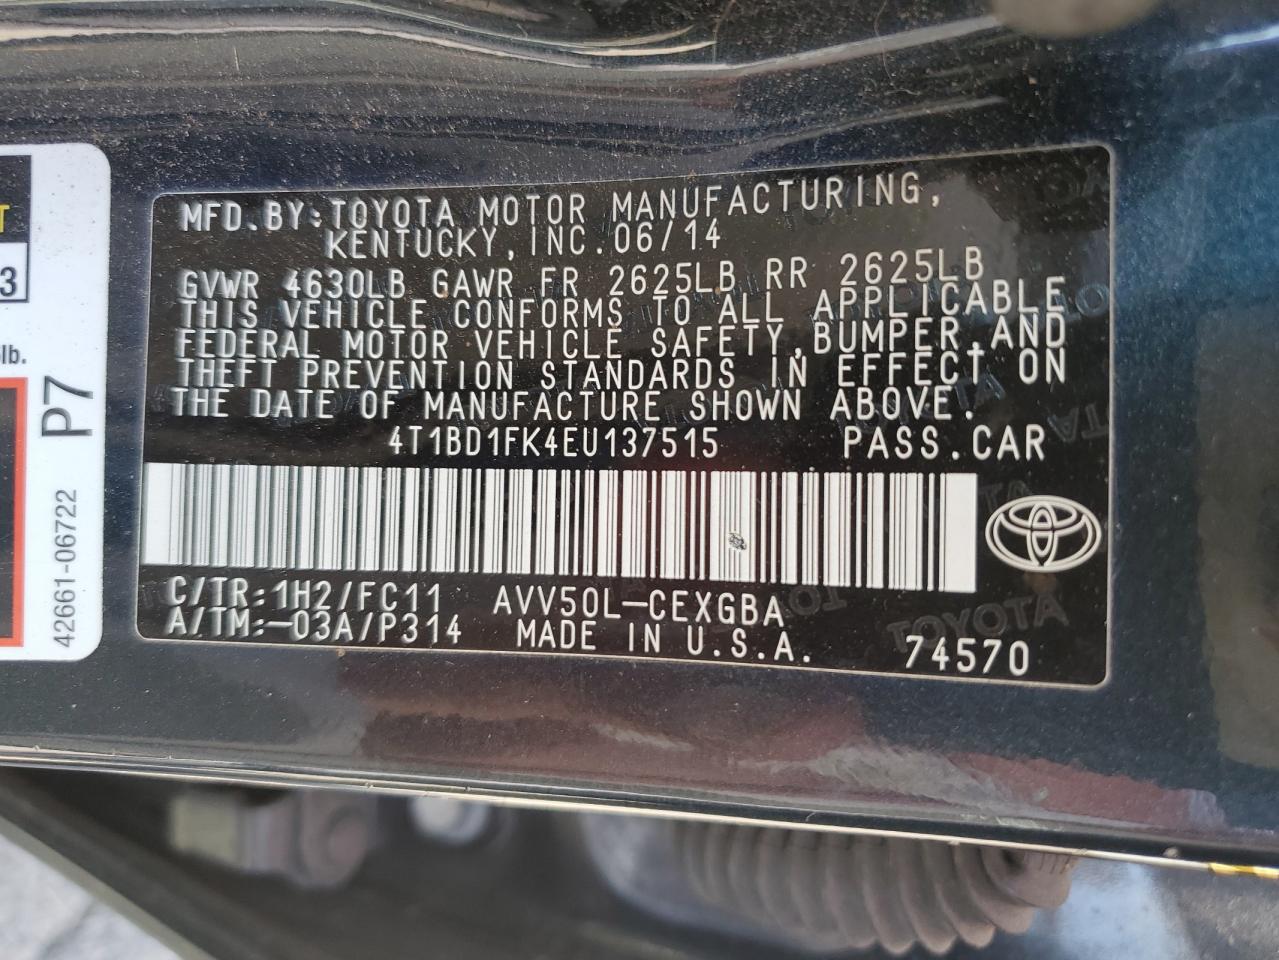 MFD.BY:TOYOTA MOTOR MANUFACTURING,
KENTUCKY,INC.06/14
GVWR 4630LB GAWR FR 2625LB RR 2625LB
THIS VEHICLE CONFORMS TO ALL APPLICABLE
FEDERAL MOTOR VEHICLE SAFETY,BUMPER,AND
THEFT PREVENTION STANDARDS IN EFFECT ON
THE DATE OF MANUFACTURE SHOWN ABOVE.
4T1BD1FK4EU137515 PASS.CAR
C/TR:1H2/FC11 AVV50L-CEXGBA
A/TM:-03A/P314 MADE IN U.S.A. 74570
TOYOTA
3
lb.
P7
42661-06722